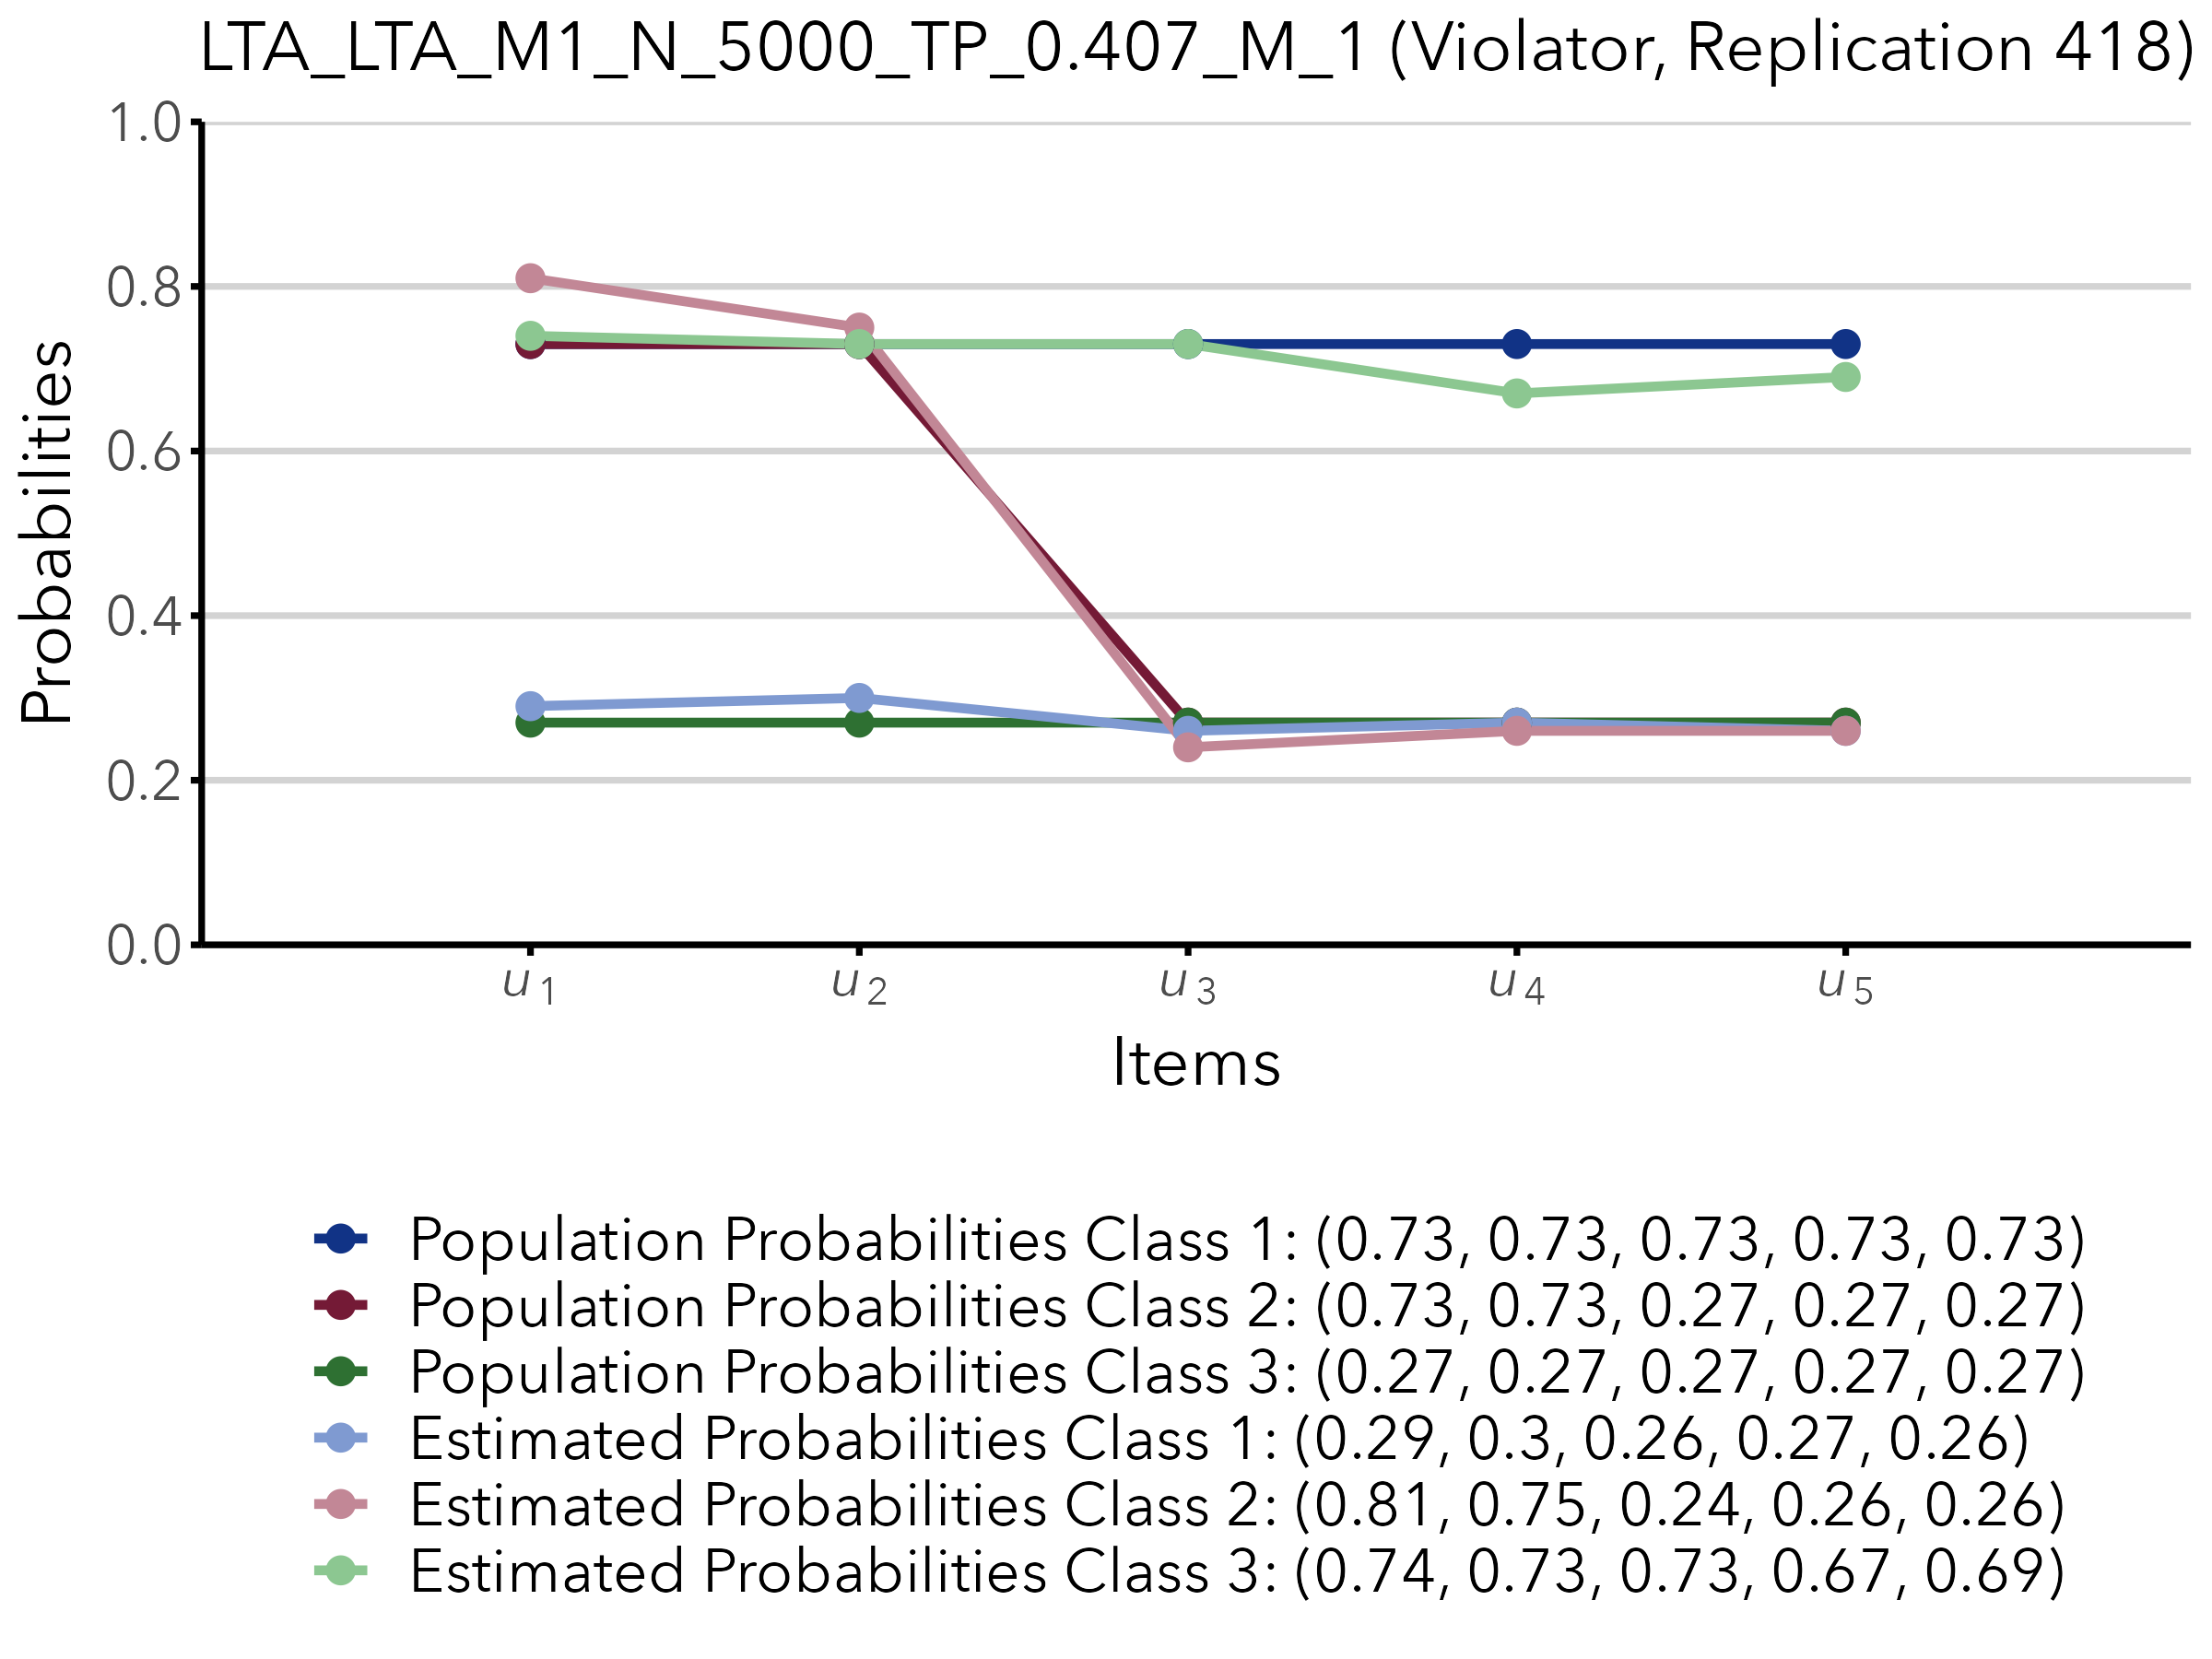 LTA_LTA_M1_N_5000_TP_0.407_M_1 (Violator, Replication 418)
1.0
0.8
0.6
0.4
0.2
0.0
Probabilities
u1 u2 u3 u4 u5
Items
Population Probabilities Class 1: (0.73, 0.73, 0.73, 0.73, 0.73)
Population Probabilities Class 2: (0.73, 0.73, 0.27, 0.27, 0.27)
Population Probabilities Class 3: (0.27, 0.27, 0.27, 0.27, 0.27)
Estimated Probabilities Class 1: (0.29, 0.3, 0.26, 0.27, 0.26)
Estimated Probabilities Class 2: (0.81, 0.75, 0.24, 0.26, 0.26)
Estimated Probabilities Class 3: (0.74, 0.73, 0.73, 0.67, 0.69)